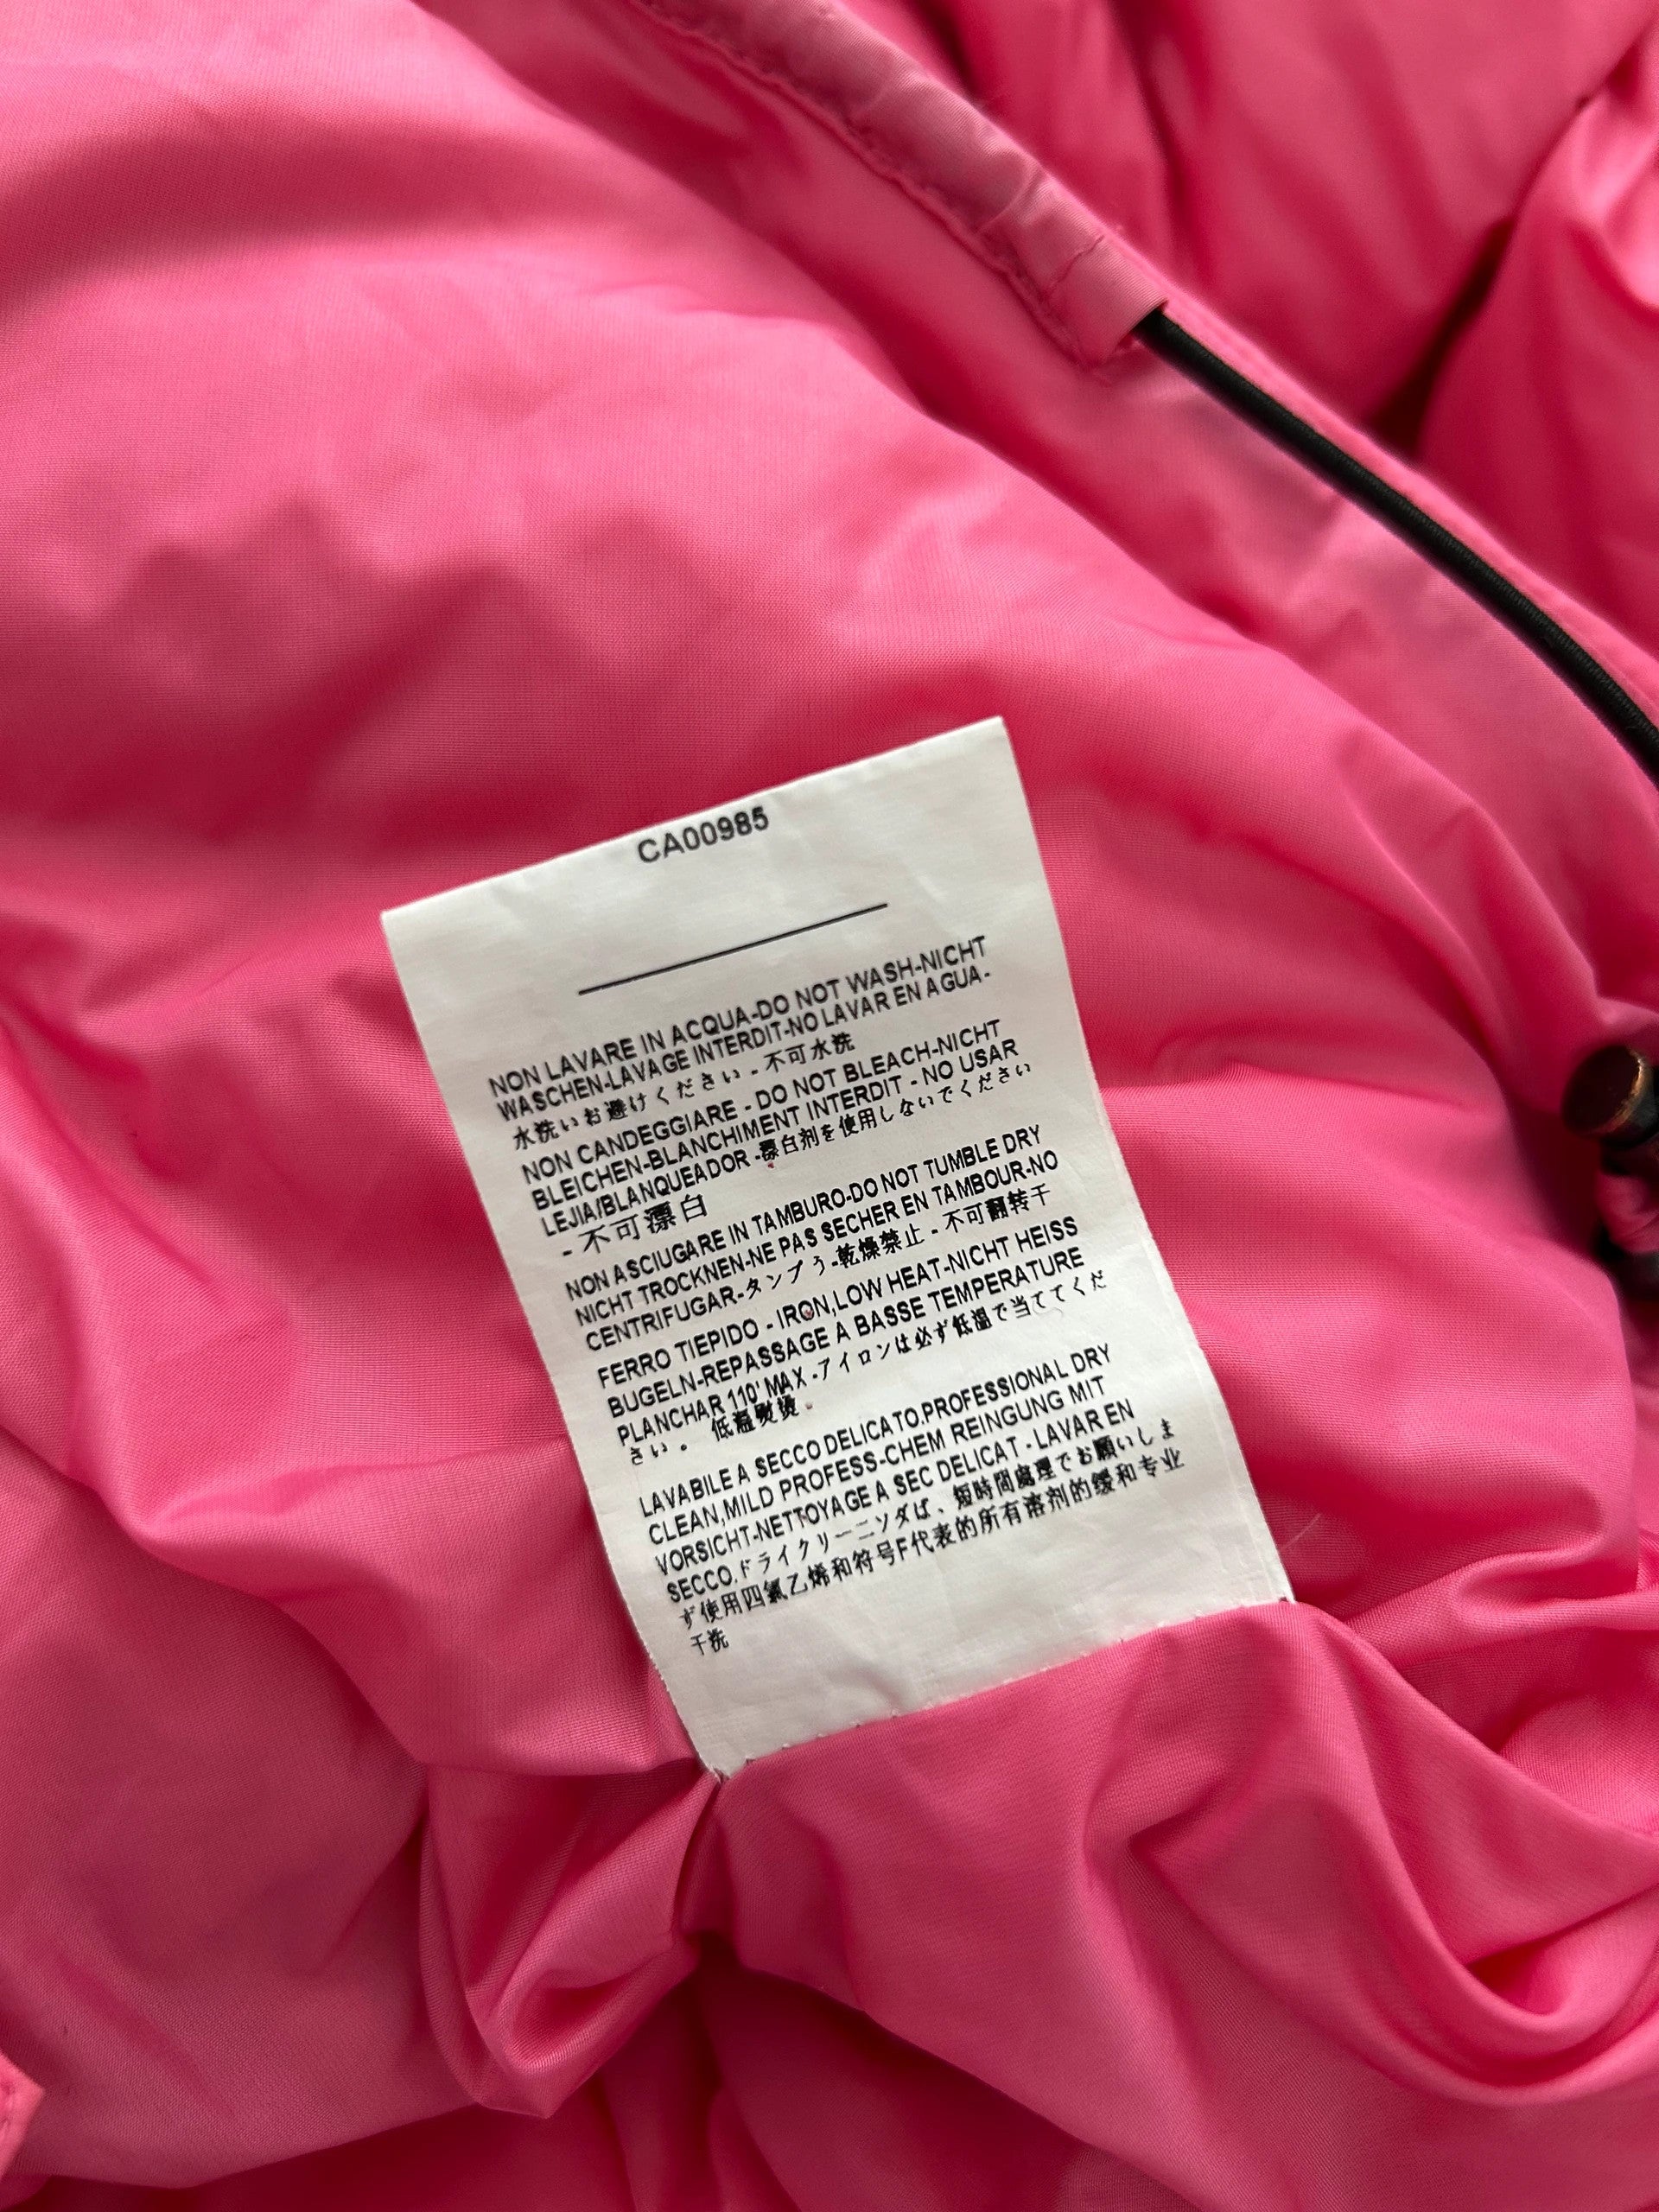 CA00985
NON LAVARE IN ACQUA-DO NOT WASH-NICHT
WASCHEN-LAVAGE INTERDIT-NO LAVAR EN AGUA-
水洗いお避けください - 不可水洗
NON CANDEGGIARE - DO NOT BLEACH-NICHT
BLEICHEN-BLANCHIMENT INTERDIT - NO USAR
LEJIA/BLANQUEADOR -漂白剤を使用しないでください
- 不可漂白
NON ASCIUGARE IN TAMBURO-DO NOT TUMBLE DRY
NICHT TROCKNEN-NE PAS SECHER EN TAMBOUR-NO
CENTRIFUGAR-タンプう-乾燥禁止 - 不可翻转干
FERRO TIEPIDO - IRON,LOW HEAT-NICHT HEISS
BUGELN-REPASSAGE A BASSE TEMPERATURE
PLANCHAR 110' MAX -アイロンは必ず低温で当ててくだ
さい。 低温熨烫.
LAVABILE A SECCO DELICATO.PROFESSIONAL DRY
CLEAN,MILD PROFESS-CHEM REINGUNG MIT
VORSICHT-NETTOYAGE A SEC DELICAT - LAVAR EN
SECCO.ドライクリーニソダは、短時間處理でお願いしま
ず使用四氯乙烯和符号F代表的所有溶剂的缓和专业
干洗